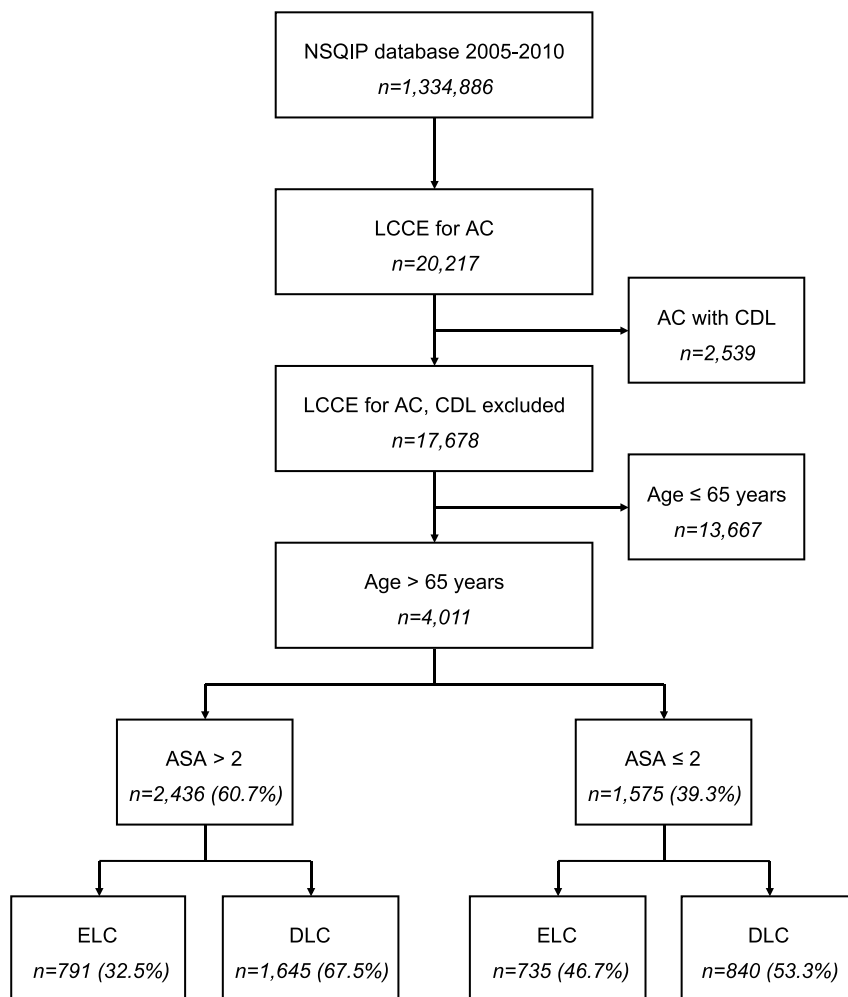 NSQIP database 2005-2010
n=1,334,886
LCCE for AC
n=20,217
AC with CDL
n=2,539
LCCE for AC, CDL excluded
n=17,678
Age ≤ 65 years
n=13,667
Age > 65 years
n=4,011
ASA > 2
n=2,436 (60.7%)
ASA ≤ 2
n=1,575 (39.3%)
ELC
n=791 (32.5%)
DLC
n=1,645 (67.5%)
ELC
n=735 (46.7%)
DLC
n=840 (53.3%)